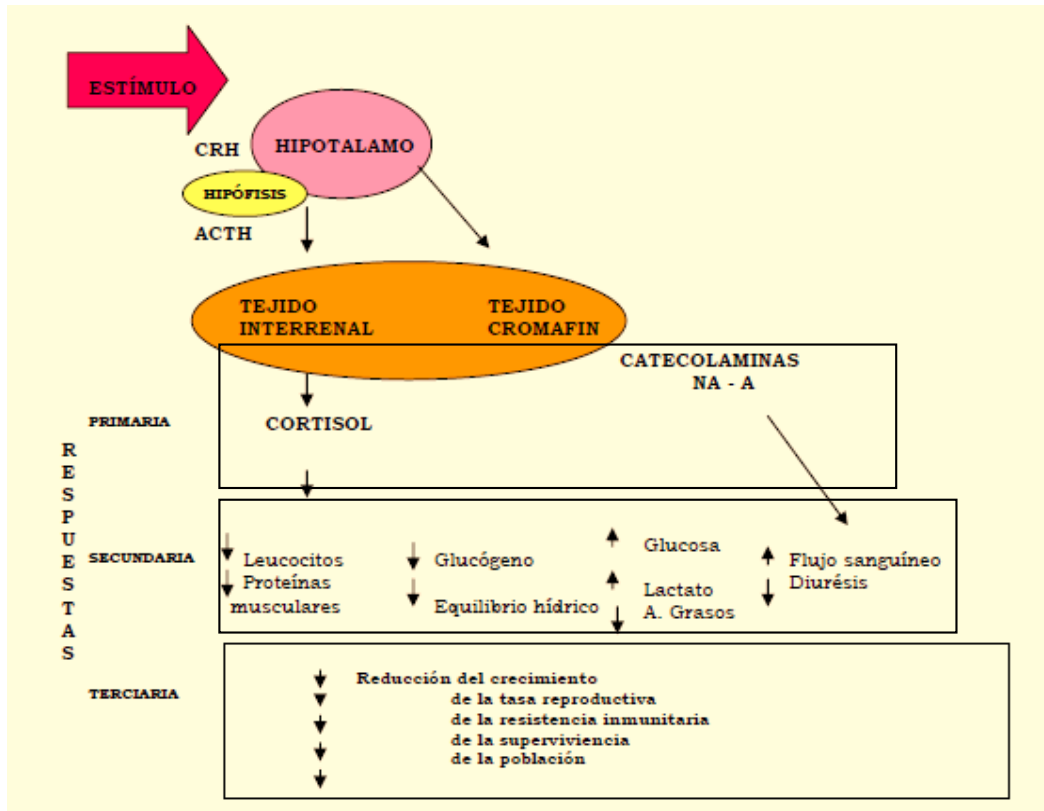 ESTÍMULO
CRH
HIPOTALAMO
HIPÓFISIS
ACTH
TEJIDO
INTERRENAL
TEJIDO
CROMAFIN
CATECOLAMINAS
NA - A
PRIMARIA
CORTISOL
RESPUESTAS
SECUNDARIA
Leucocitos
Proteínas
musculares
Glucógeno
Equilibrio hídrico
Glucosa
Lactato
A. Grasos
Flujo sanguíneo
Diurésis
TERCIARIA
Reducción del crecimiento
de la tasa reproductiva
de la resistencia inmunitaria
de la superviviencia
de la población